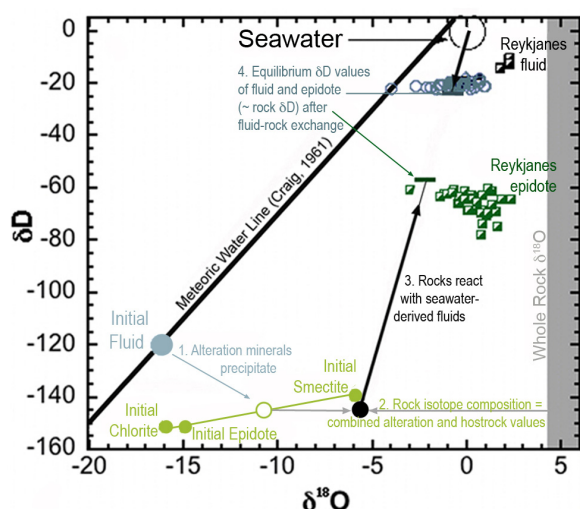 Seawater
Reykjanes
fluid
4. Equilibrium δD values
of fluid and epidote
(~ rock δD) after
fluid-rock exchange
Meteoric Water Line (Craig, 1961)
Reykjanes
epidote
Whole Rock δ18O
3. Rocks react
with seawater-
derived fluids
Initial
Fluid
1. Alteration minerals
precipitate
Initial
Smectite
2. Rock isotope composition =
combined alteration and hostrock values
Initial
Chlorite
Initial Epidote
δD
0
-20
-40
-60
-80
-100
-120
-140
-160
-20
-15
-10
-5
0
5
δ18O